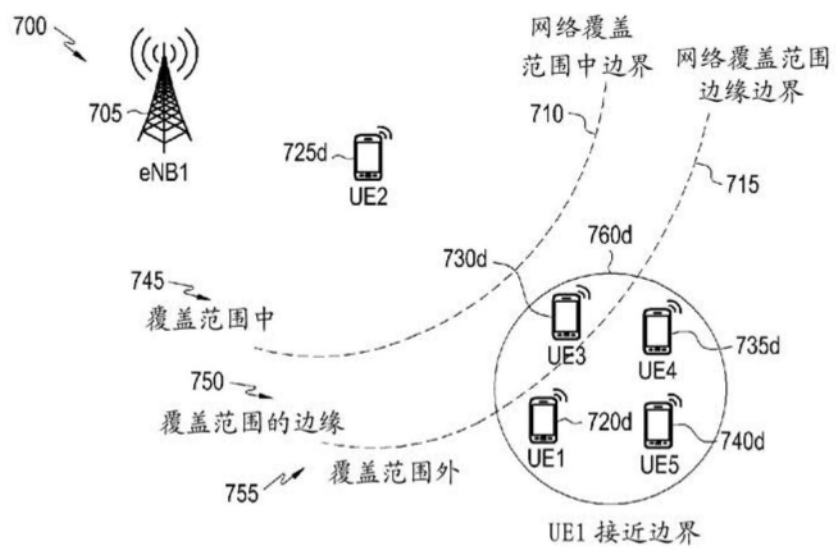 700
705
eNB1
725d
UE2
网络覆盖
范围中边界
710
网络覆盖范围
边缘边界
715
745
覆盖范围中
750
覆盖范围的边缘
755
覆盖范围外
760d
730d
UE3
UE4
735d
UE1
720d
UE5
740d
UE1 接近边界